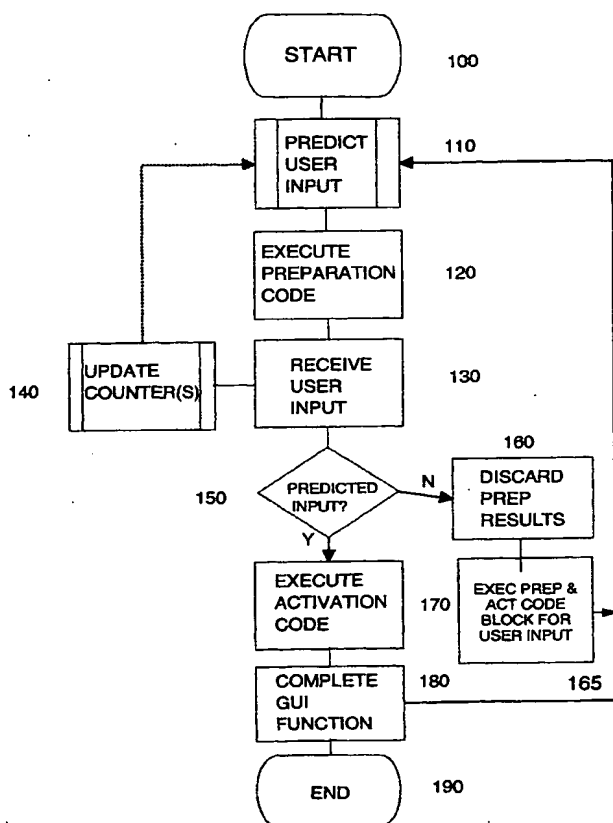 START
100
PREDICT
USER
INPUT
110
EXECUTE
PREPARATION
CODE
120
RECEIVE
USER
INPUT
130
UPDATE
COUNTER(S)
140
PREDICTED
INPUT?
150
N
Y
160
DISCARD
PREP
RESULTS
EXECUTE
ACTIVATION
CODE
170
EXEC PREP &
ACT CODE
BLOCK FOR
USER INPUT
165
COMPLETE
GUI
FUNCTION
180
END
190